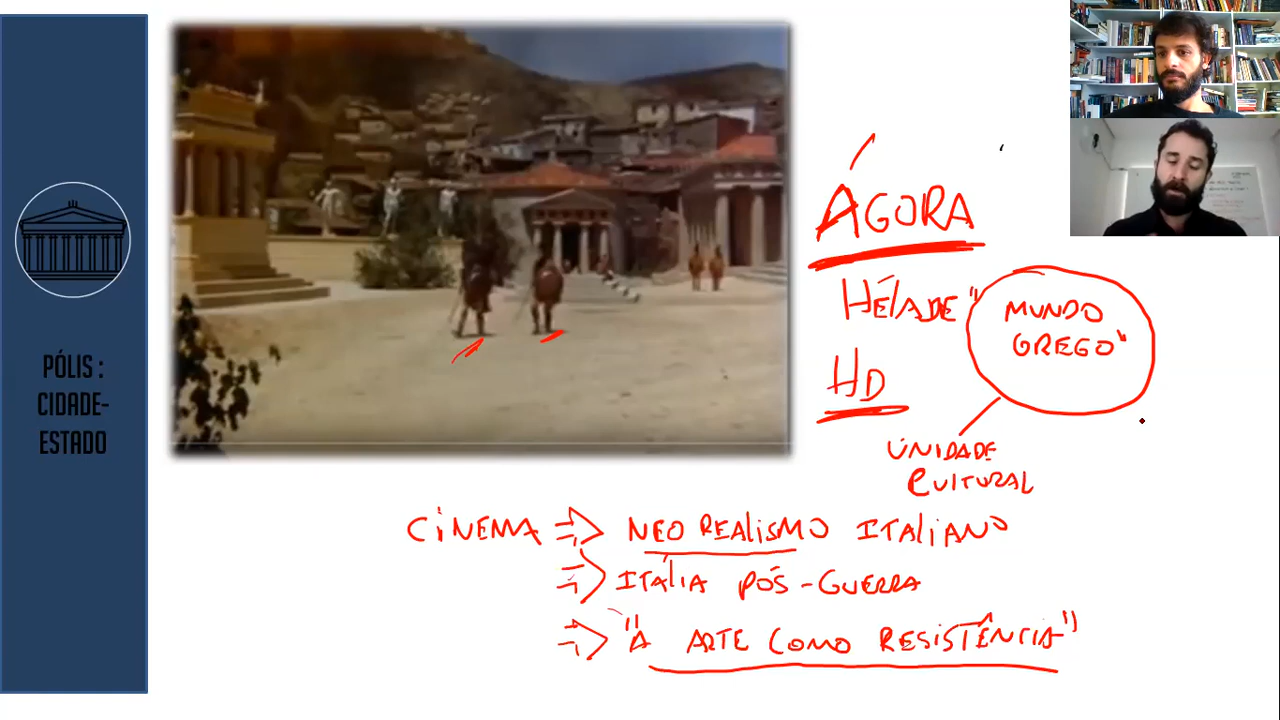 PÓLIS :
CIDADE-
ESTADO
ÁGORA
HÉLADE" MUNDO
GREGO"
HD
UNIDADE
CULTURAL
CINEMA => NEO REALISMO ITALIANO
=> ITÁLIA PÓS-GUERRA
=> "A ARTE COMO RESISTÊNCIA"